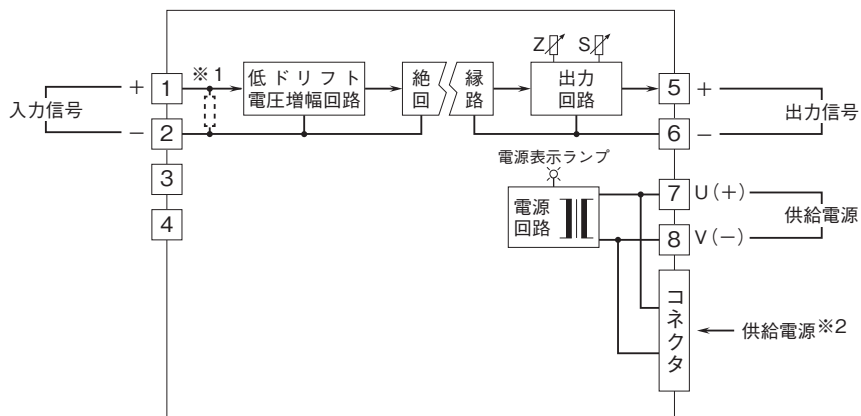 Z S
※1
低ドリフト
電圧増幅回路
絶 縁
回 路
出力
回路
入力信号
+ 1
− 2
3
4
5 +
6 −
出力信号
電源表示ランプ
電源
回路
7 U(+)
8 V(−)
供給電源
コネクタ
供給電源※2